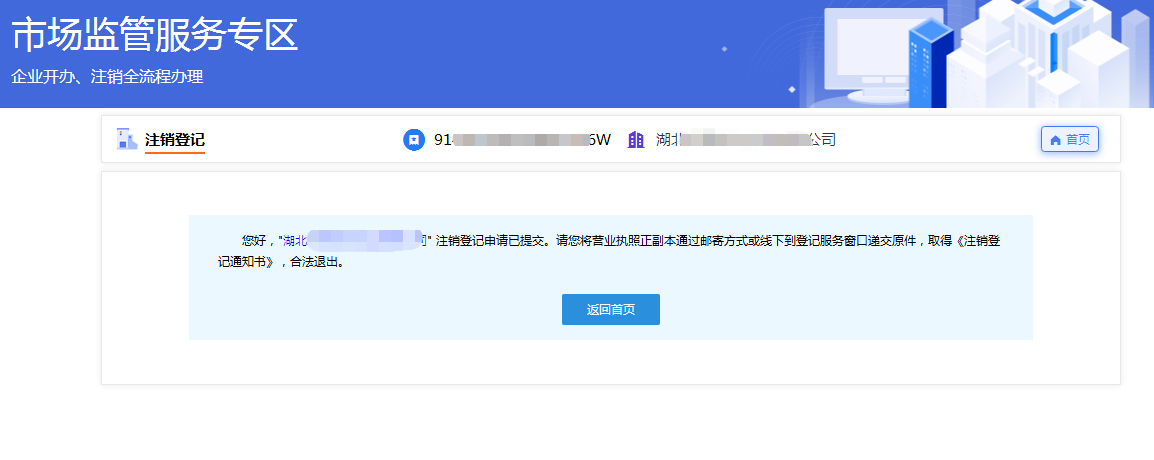 市场监管服务专区
企业开办、注销全流程办理
注销登记 91 6W 湖北 公司 首页
您好，"湖北 司" 注销登记申请已提交。请您将营业执照正副本通过邮寄方式或线下到登记服务窗口递交原件，取得《注销登
记通知书》，合法退出。
返回首页